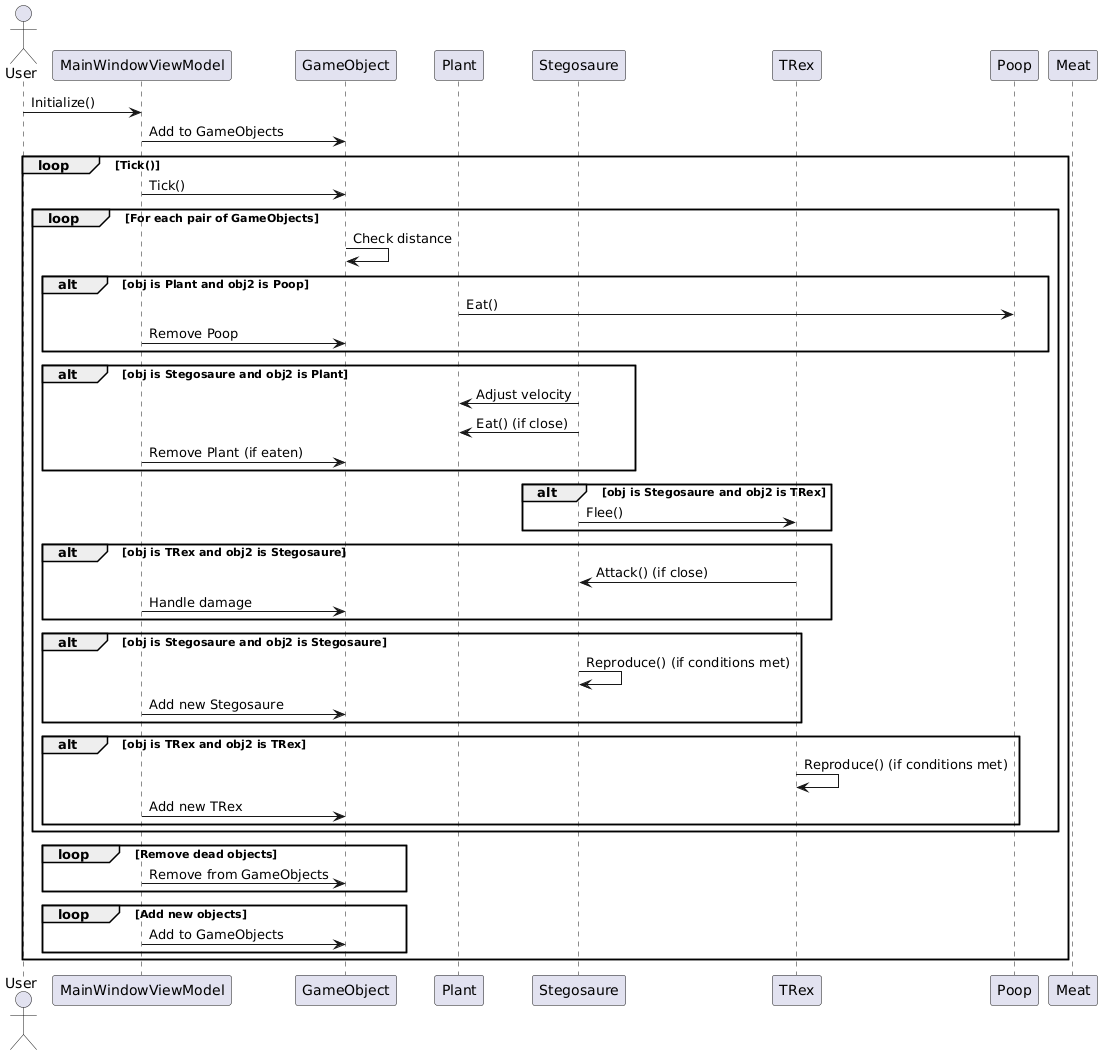 User
MainWindowViewModel
GameObject
Plant
Stegosaure
TRex
Poop
Meat
Initialize()
Add to GameObjects
loop
[Tick()]
Tick()
loop
[For each pair of GameObjects]
Check distance
alt
[obj is Plant and obj2 is Poop]
Eat()
Remove Poop
alt
[obj is Stegosaure and obj2 is Plant]
Adjust velocity
Eat() (if close)
Remove Plant (if eaten)
alt
[obj is Stegosaure and obj2 is TRex]
Flee()
alt
[obj is TRex and obj2 is Stegosaure]
Attack() (if close)
Handle damage
alt
[obj is Stegosaure and obj2 is Stegosaure]
Reproduce() (if conditions met)
Add new Stegosaure
alt
[obj is TRex and obj2 is TRex]
Reproduce() (if conditions met)
Add new TRex
loop
[Remove dead objects]
Remove from GameObjects
loop
[Add new objects]
Add to GameObjects
User
MainWindowViewModel
GameObject
Plant
Stegosaure
TRex
Poop
Meat